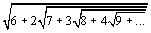 √(6 + 2√(7 + 3√(8 + 4√(9 + ...))))